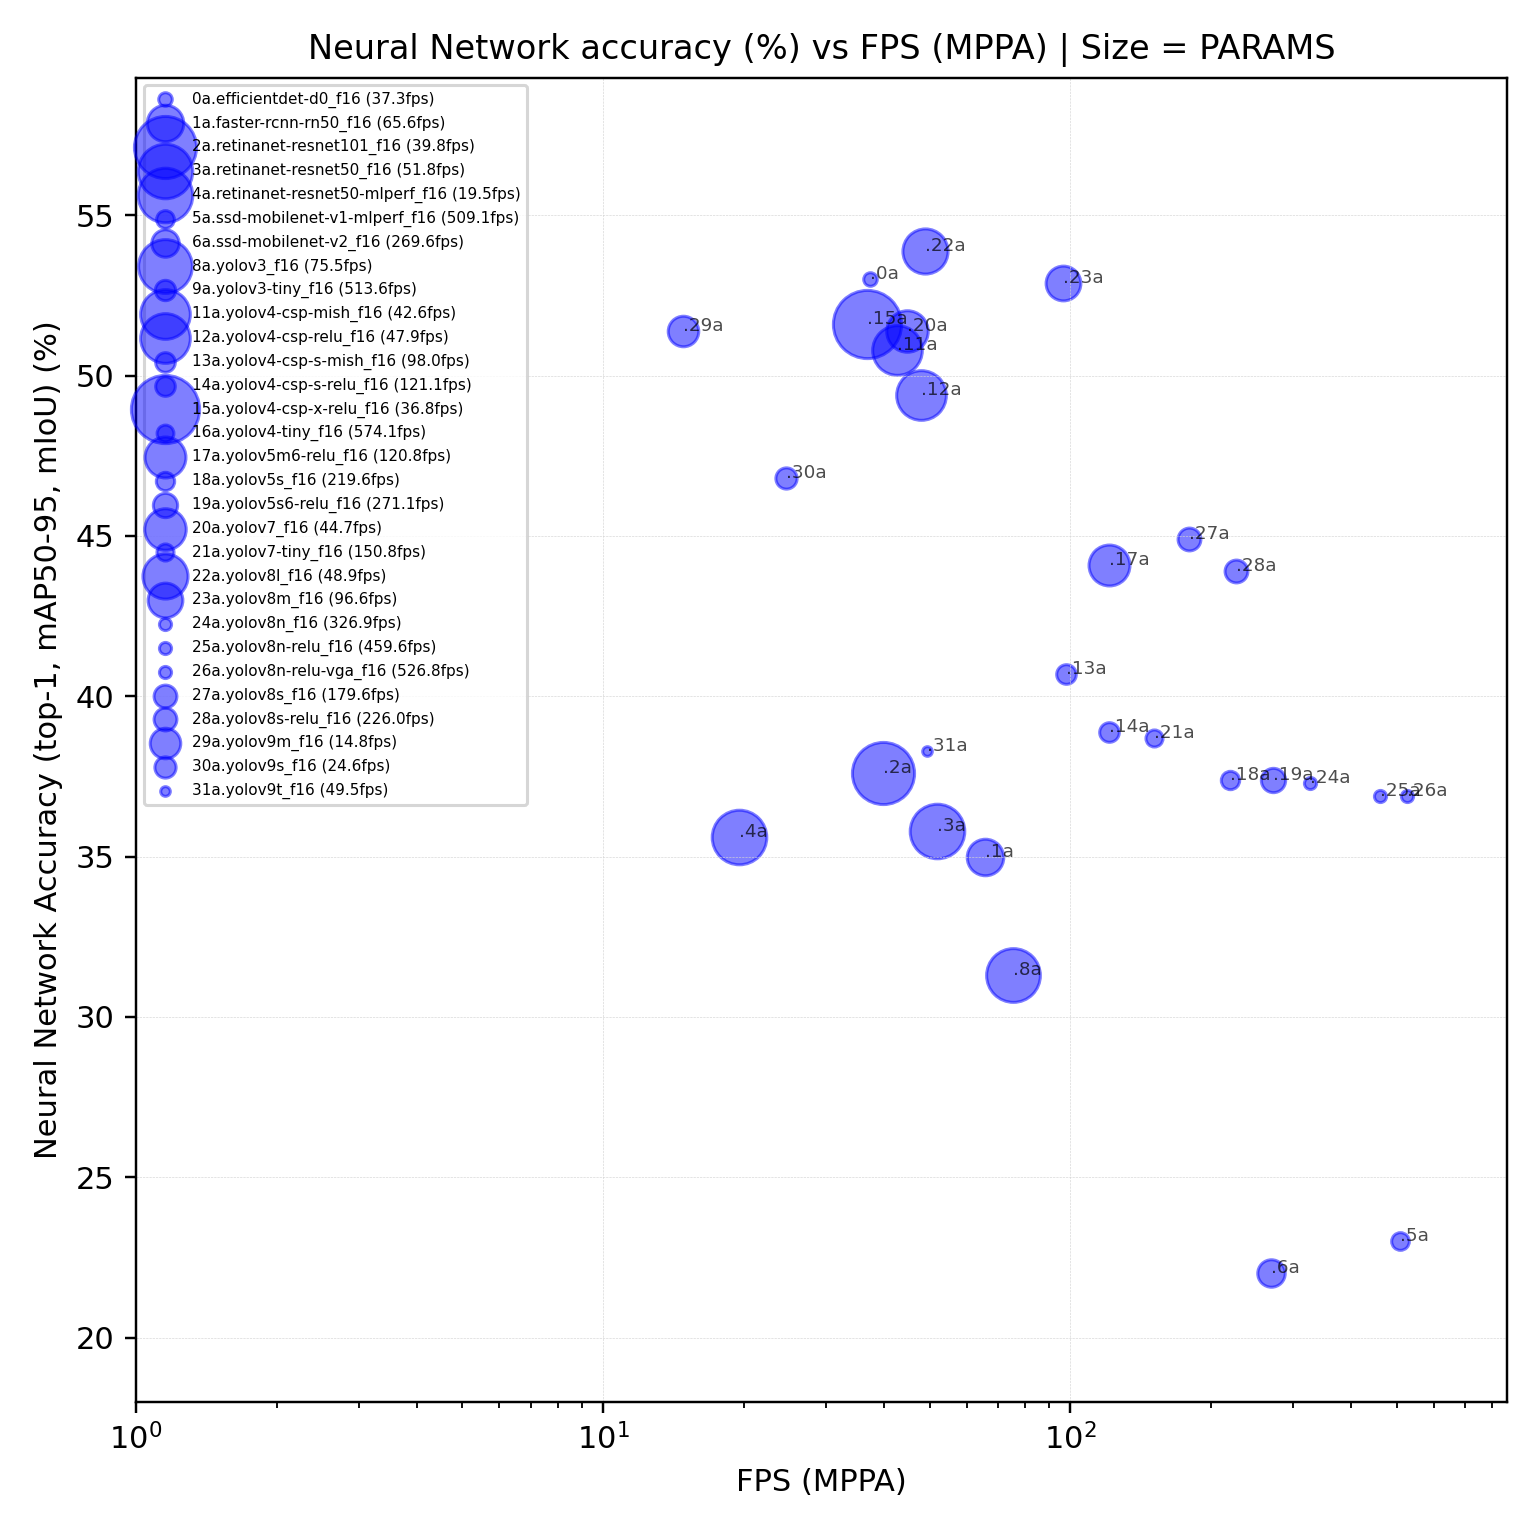 Neural Network accuracy (%) vs FPS (MPPA) | Size = PARAMS
0a.efficientdet-d0_f16 (37.3fps)
1a.faster-rcnn-rn50_f16 (65.6fps)
2a.retinanet-resnet101_f16 (39.8fps)
3a.retinanet-resnet50_f16 (51.8fps)
4a.retinanet-resnet50-mlperf_f16 (19.5fps)
5a.ssd-mobilenet-v1-mlperf_f16 (509.1fps)
6a.ssd-mobilenet-v2_f16 (269.6fps)
8a.yolov3_f16 (75.5fps)
9a.yolov3-tiny_f16 (513.6fps)
11a.yolov4-csp-mish_f16 (42.6fps)
12a.yolov4-csp-relu_f16 (47.9fps)
13a.yolov4-csp-s-mish_f16 (98.0fps)
14a.yolov4-csp-s-relu_f16 (121.1fps)
15a.yolov4-csp-x-relu_f16 (36.8fps)
16a.yolov4-tiny_f16 (574.1fps)
17a.yolov5m6-relu_f16 (120.8fps)
18a.yolov5s_f16 (219.6fps)
19a.yolov5s6-relu_f16 (271.1fps)
20a.yolov7_f16 (44.7fps)
21a.yolov7-tiny_f16 (150.8fps)
22a.yolov8l_f16 (48.9fps)
23a.yolov8m_f16 (96.6fps)
24a.yolov8n_f16 (326.9fps)
25a.yolov8n-relu_f16 (459.6fps)
26a.yolov8n-relu-vga_f16 (526.8fps)
27a.yolov8s_f16 (179.6fps)
28a.yolov8s-relu_f16 (226.0fps)
29a.yolov9m_f16 (14.8fps)
30a.yolov9s_f16 (24.6fps)
31a.yolov9t_f16 (49.5fps)
Neural Network Accuracy (top-1, mAP50-95, mIoU) (%)
55
50
45
40
35
30
25
20
.22a
.0a
.23a
.29a
.15a
.20a
.11a
.12a
.30a
.27a
.17a
.28a
.13a
.14a
.21a
.31a
.2a
.18a
.19a
.24a
.25a
.26a
.4a
.3a
.1a
.8a
.5a
.6a
10⁰
10¹
10²
FPS (MPPA)